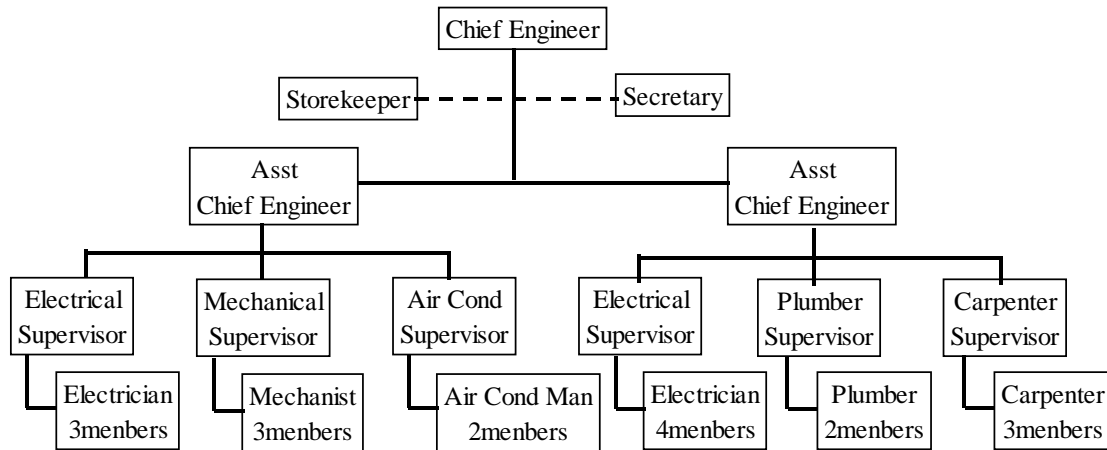 Chief Engineer
Storekeeper
Secretary
Asst
Chief Engineer
Asst
Chief Engineer
Electrical
Supervisor
Mechanical
Supervisor
Air Cond
Supervisor
Electrical
Supervisor
Plumber
Supervisor
Carpenter
Supervisor
Electrician
3menbers
Mechanist
3menbers
Air Cond Man
2menbers
Electrician
4menbers
Plumber
2menbers
Carpenter
3menbers